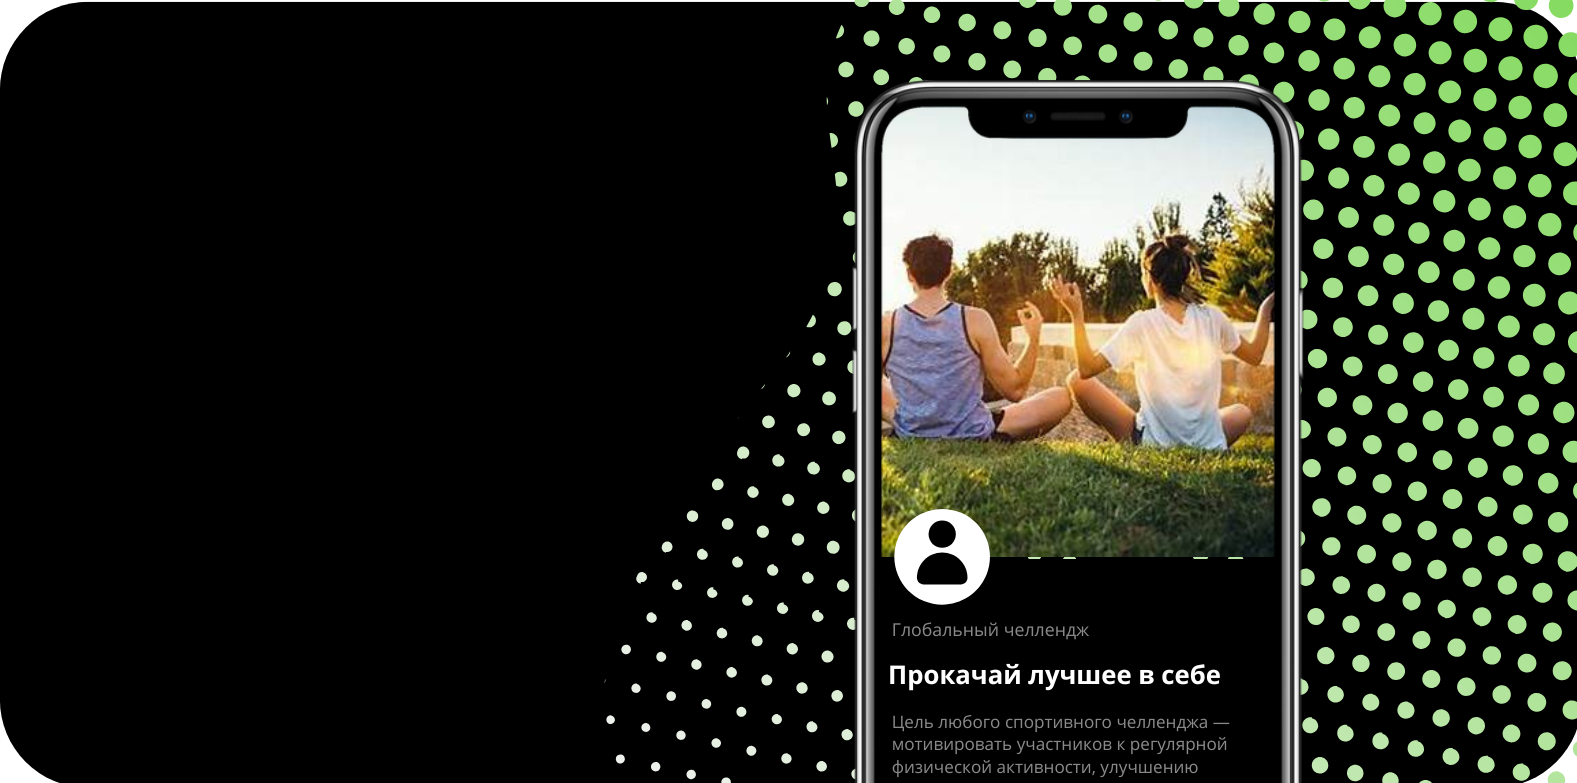 Глобальный челлендж
Прокачай лучшее в себе
Цель любого спортивного челленджа —
мотивировать участников к регулярной
физической активности, улучшению